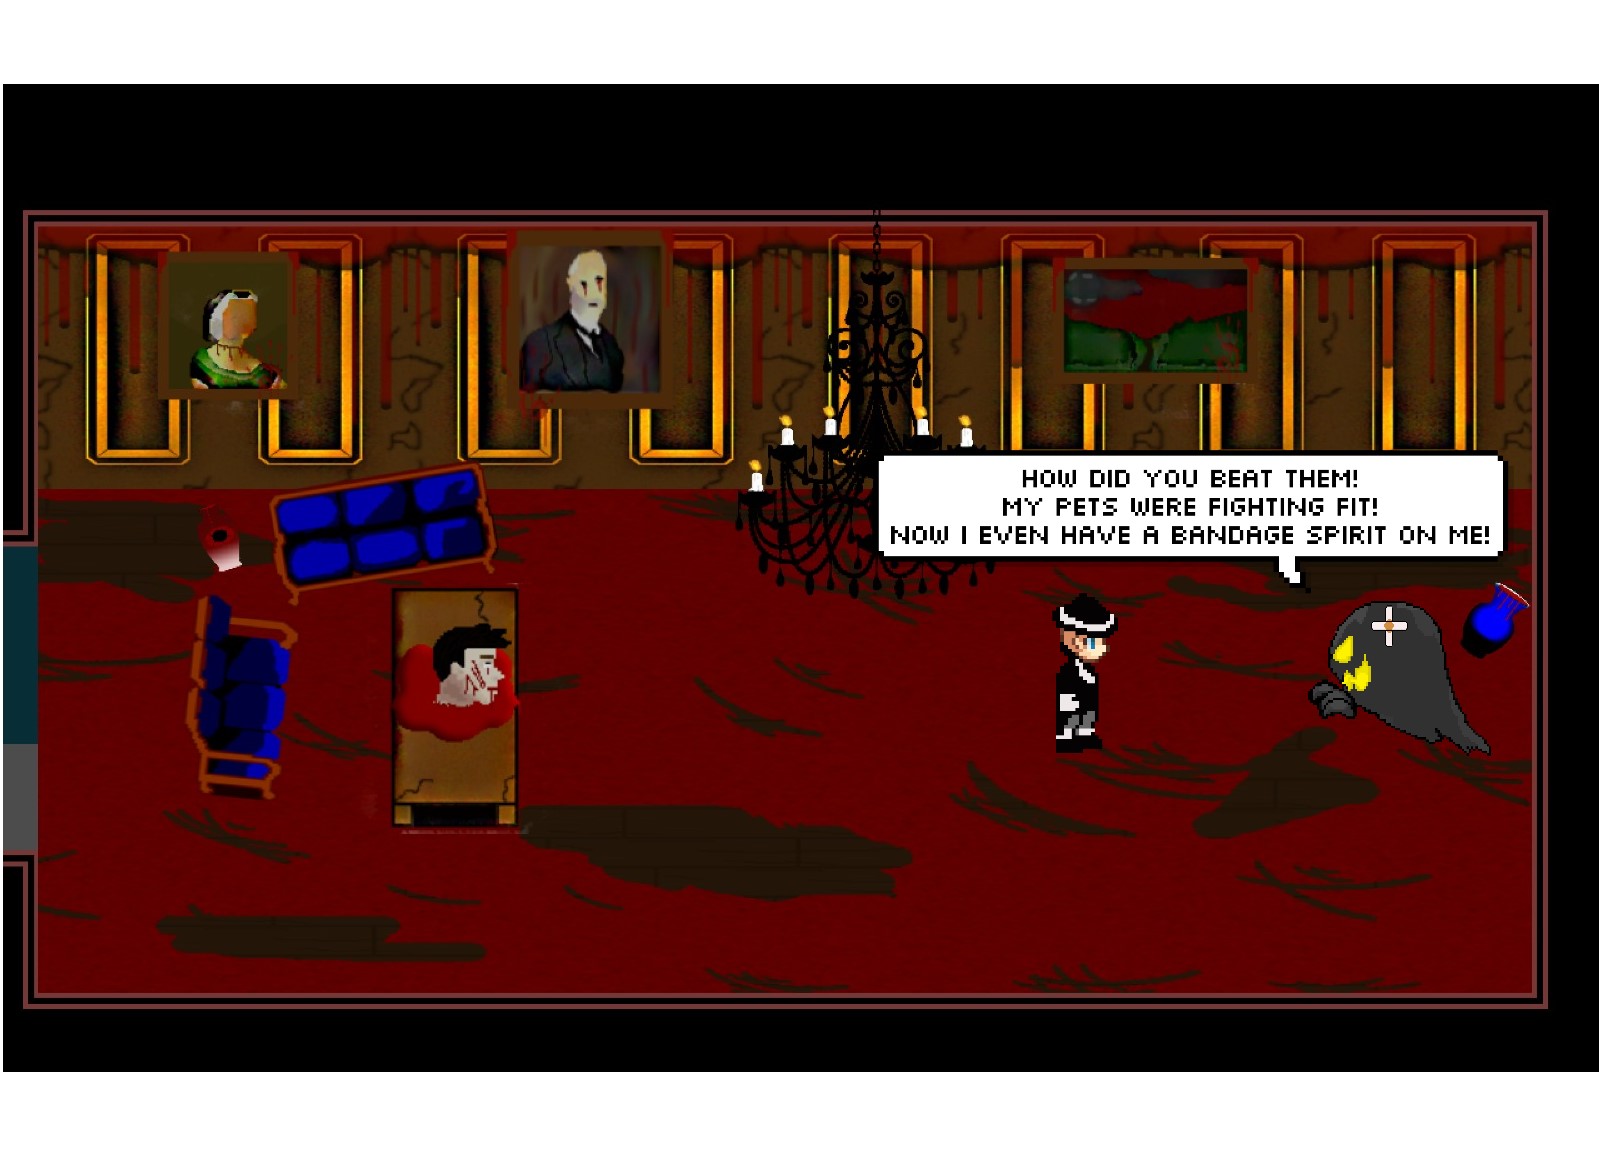 HOW DID YOU BEAT THEM!
MY PETS WERE FIGHTING FIT!
NOW I EVEN HAVE A BANDAGE SPIRIT ON ME!